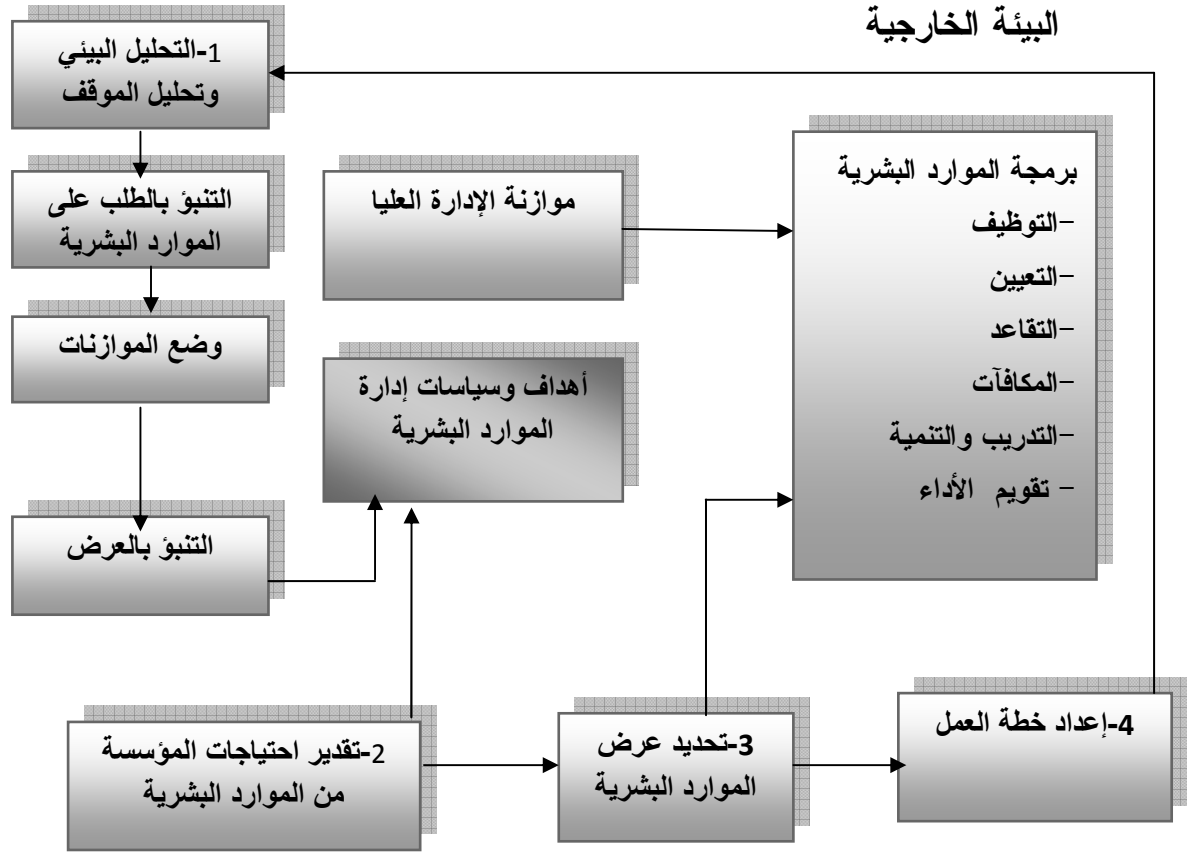 البيئة الخارجية
1-التحليل البيئي
وتحليل الموقف
التنبؤ بالطلب على
الموارد البشرية
وضع الموازنات
التنبؤ بالعرض
موازنة الإدارة العليا
أهداف وسياسات إدارة
الموارد البشرية
برمجة الموارد البشرية
-التوظيف
-التعيين
-التقاعد
-المكافآت
-التدريب والتنمية
- تقويم الأداء
2-تقدير احتياجات المؤسسة
من الموارد البشرية
3-تحديد عرض
الموارد البشرية
4-إعداد خطة العمل